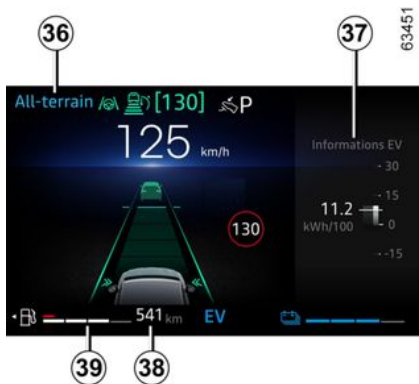 36
37
63451
All-terrain [130] P
125 km/h
Informations EV
30
15
11.2
0
kWh/100
-15
130
541 km EV
39
38